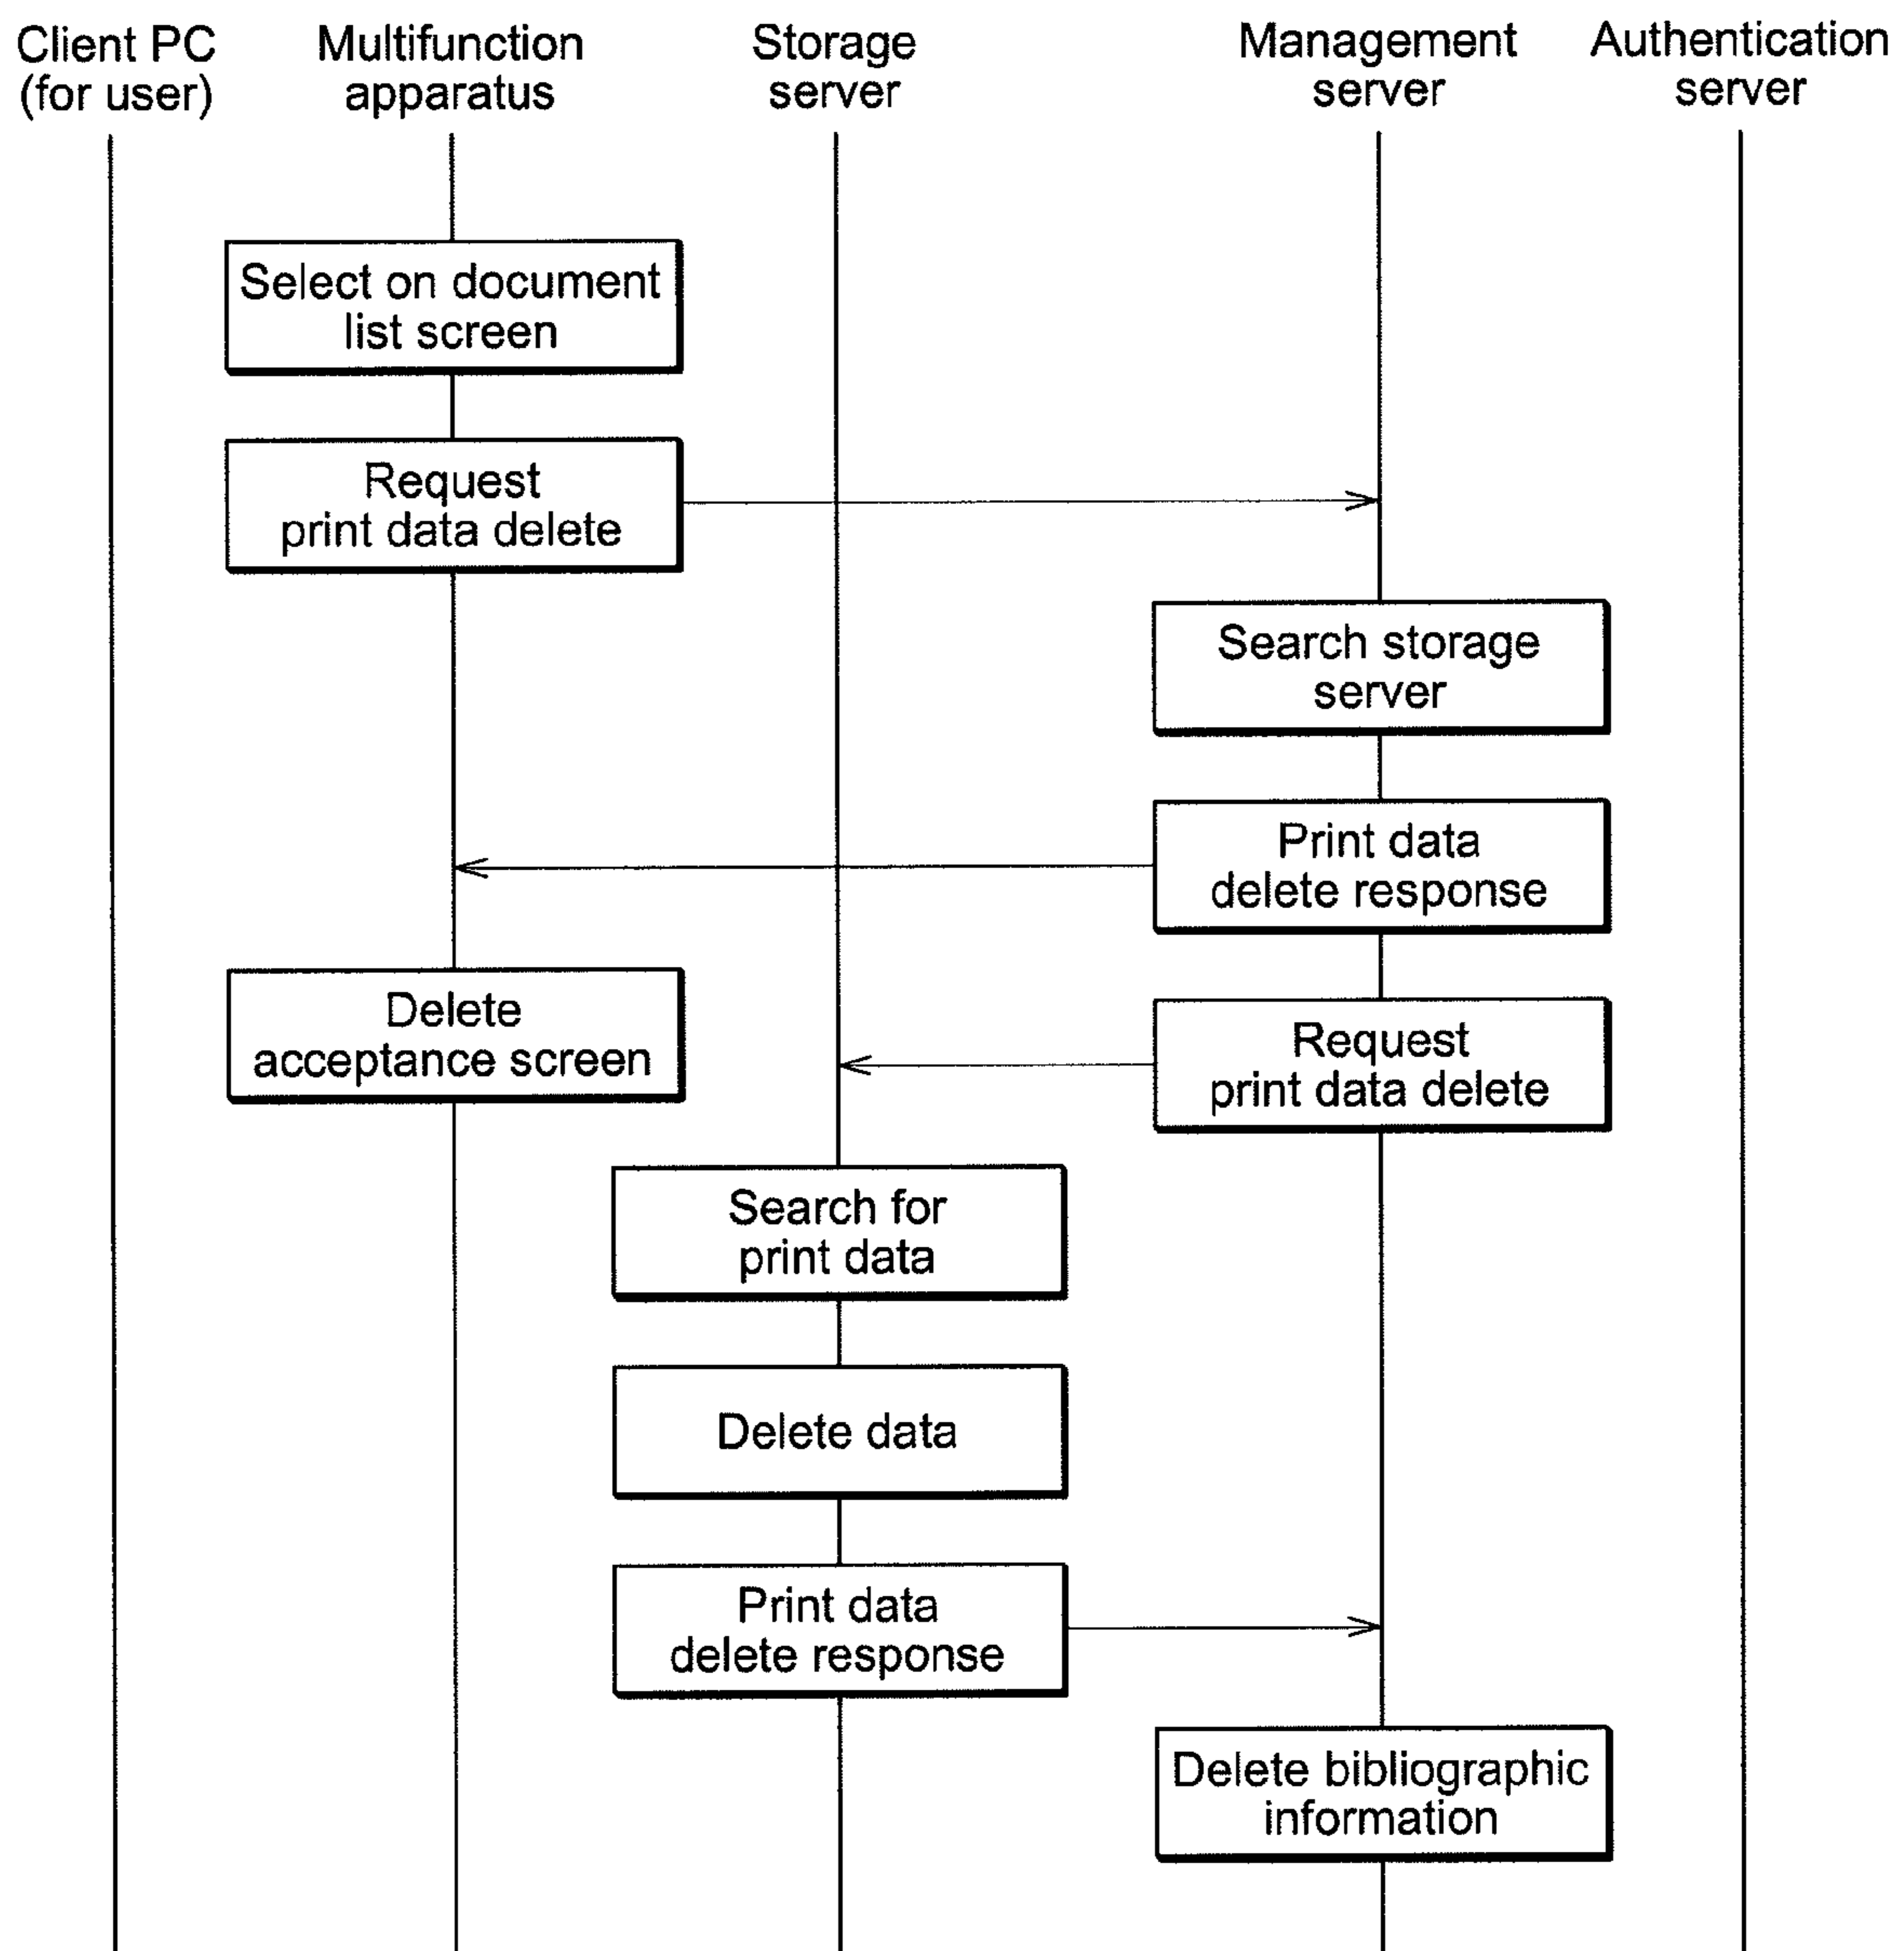 Client PC
(for user)
Multifunction
apparatus
Storage
server
Management
server
Authentication
server
Select on document
list screen
Request
print data delete
Search storage
server
Print data
delete response
Delete
acceptance screen
Request
print data delete
Search for
print data
Delete data
Print data
delete response
Delete bibliographic
information